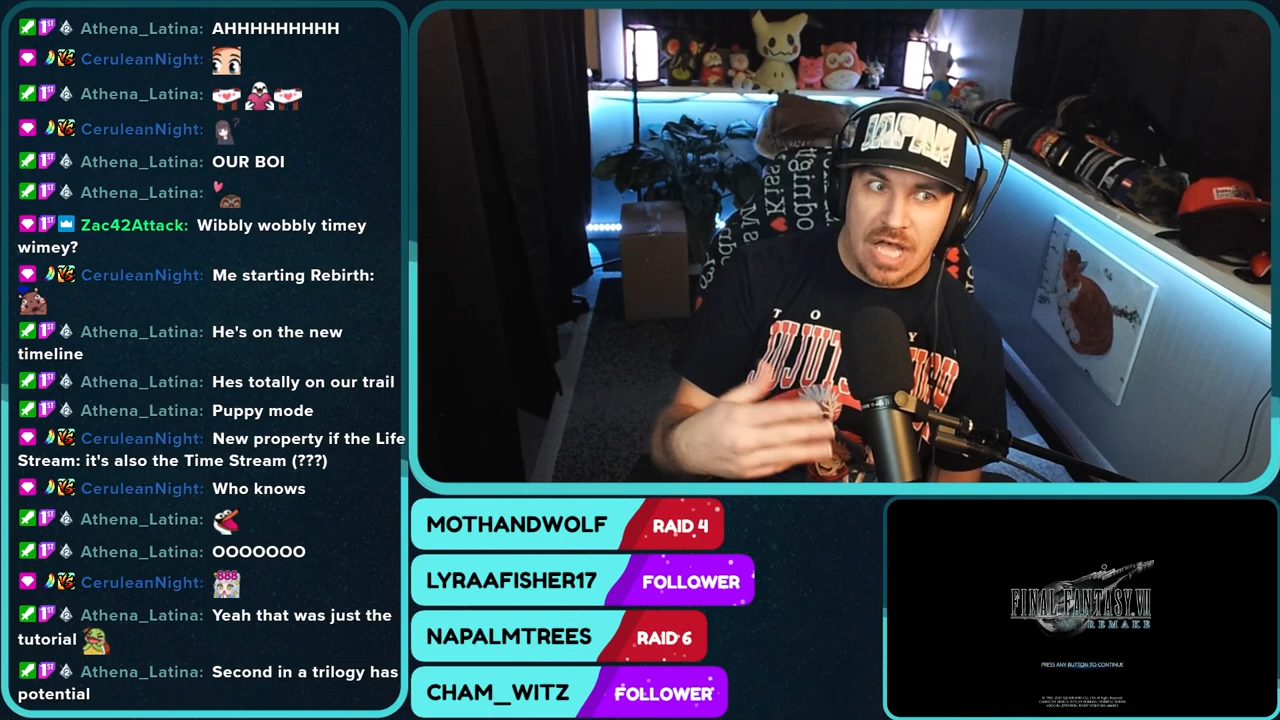 Athena_Latina: AHHHHHHHHH
CeruleanNight:
Athena_Latina:
CeruleanNight:
Athena_Latina: OUR BOI
Athena_Latina:
Zac42Attack: Wibbly wobbly timey
wimey?
CeruleanNight: Me starting Rebirth:
Athena_Latina: He's on the new
timeline
Athena_Latina: Hes totally on our trail
Athena_Latina: Puppy mode
CeruleanNight: New property if the Life
Stream: it's also the Time Stream (???)
CeruleanNight: Who knows
Athena_Latina:
Athena_Latina: OOOOOOO
CeruleanNight:
888
Athena_Latina: Yeah that was just the
tutorial
Athena_Latina: Second in a trilogy has
potential
JAPAN
MOTHANDWOLF RAID 4
LYRAAFISHER17 FOLLOWER
NAPALMTREES RAID 6
CHAM_WITZ FOLLOWER
FINAL FANTASY VII
REMAKE
PRESS ANY BUTTON TO CONTINUE